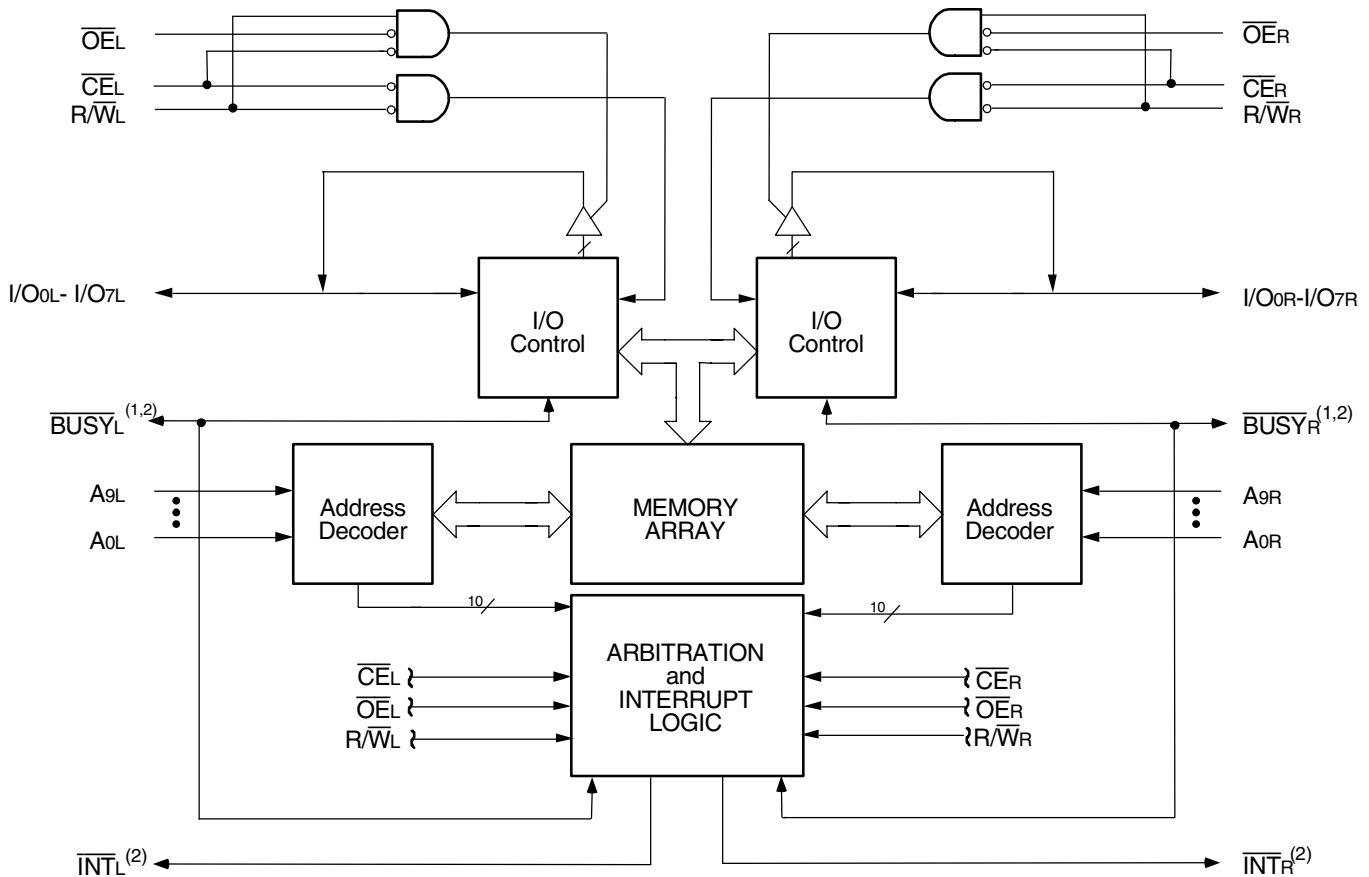 OEL
OER
CEL
CER
R/WL
R/WR
I/O0L- I/O7L
I/O
Control
I/O
Control
I/O0R-I/O7R
BUSYL(1,2)
BUSYR(1,2)
A9L
A0L
Address
Decoder
MEMORY
ARRAY
Address
Decoder
A9R
A0R
10
10
ARBITRATION
and
INTERRUPT
LOGIC
CEL
OEL
R/WL
CER
OER
R/WR
INTL(2)
INTR(2)